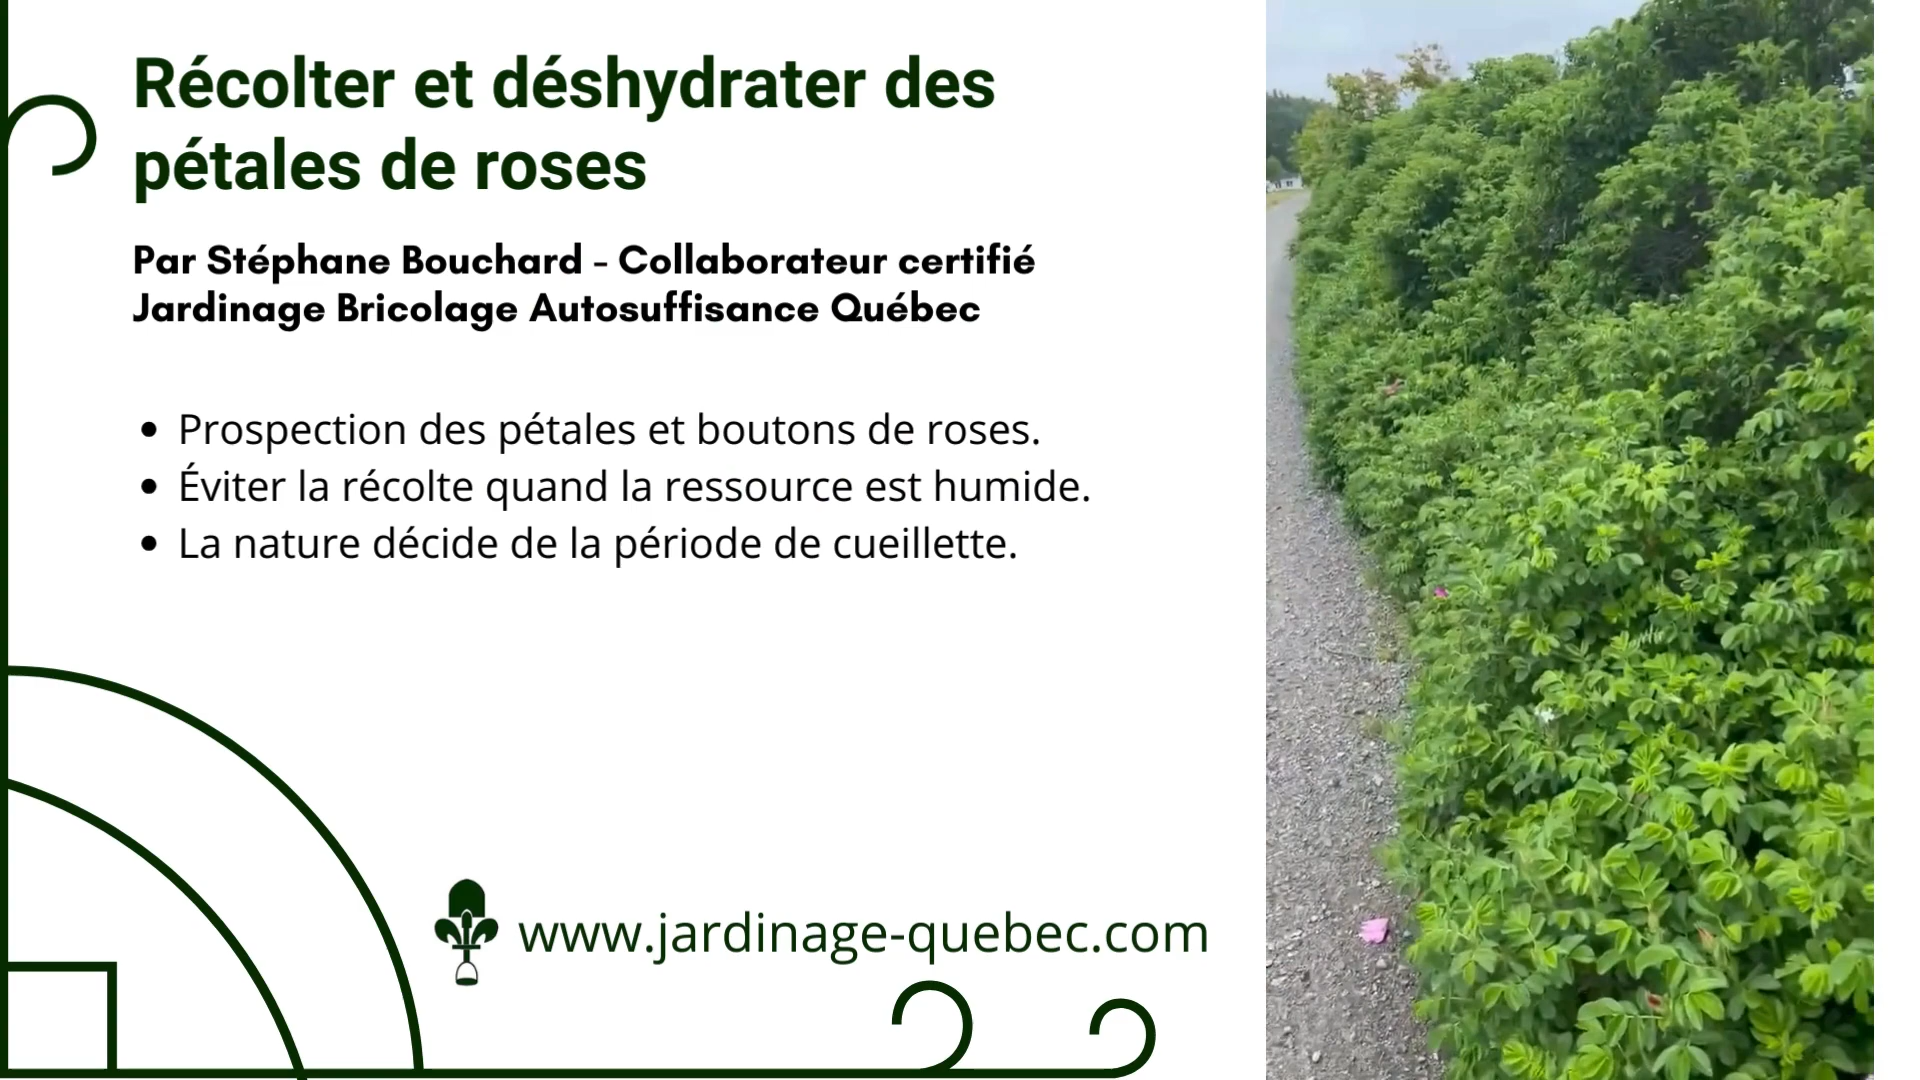 Récolter et déshydrater des
pétales de roses
Par Stéphane Bouchard - Collaborateur certifié
Jardinage Bricolage Autosuffisance Québec
• Prospection des pétales et boutons de roses.
• Éviter la récolte quand la ressource est humide.
• La nature décide de la période de cueillette.
www.jardinage-quebec.com